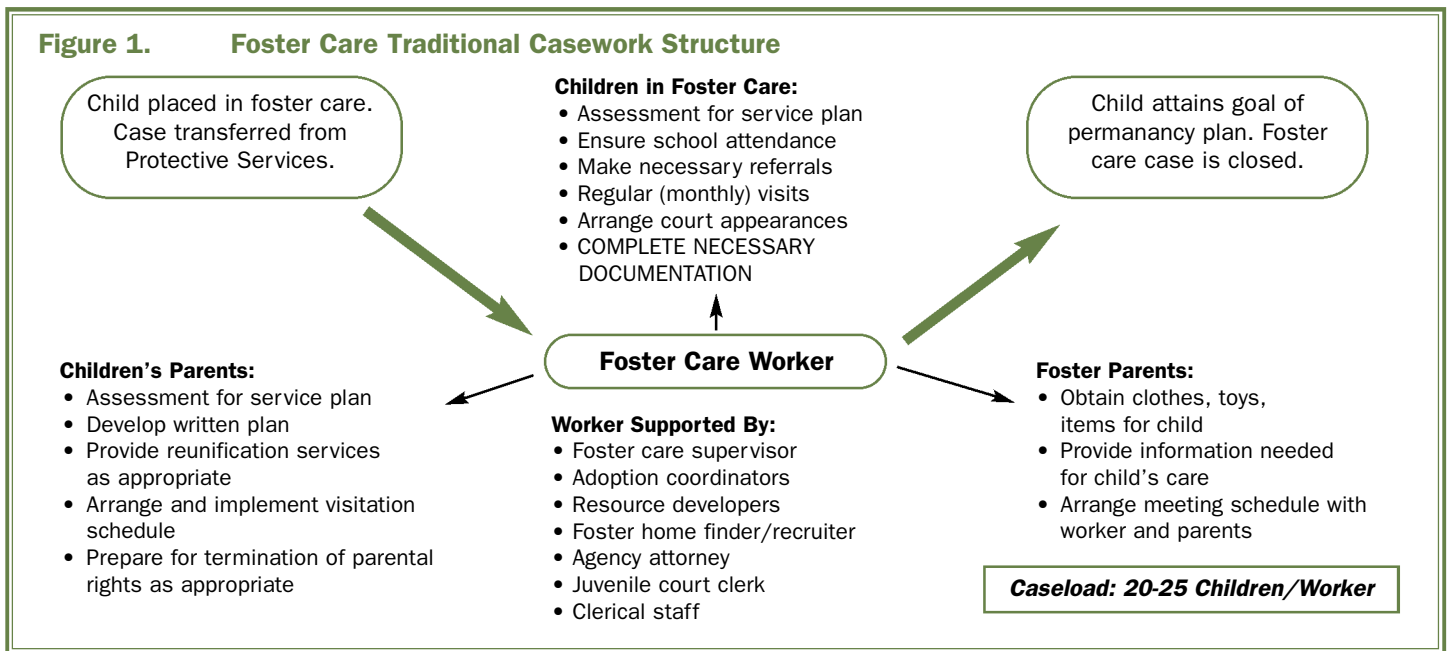 Figure 1. Foster Care Traditional Casework Structure
Child placed in foster care.
Case transferred from
Protective Services.
Children in Foster Care:
• Assessment for service plan
• Ensure school attendance
• Make necessary referrals
• Regular (monthly) visits
• Arrange court appearances
• COMPLETE NECESSARY
DOCUMENTATION
Child attains goal of
permanancy plan. Foster
care case is closed.
Foster Care Worker
Children’s Parents:
• Assessment for service plan
• Develop written plan
• Provide reunification services
as appropriate
• Arrange and implement visitation
schedule
• Prepare for termination of parental
rights as appropriate
Worker Supported By:
• Foster care supervisor
• Adoption coordinators
• Resource developers
• Foster home finder/recruiter
• Agency attorney
• Juvenile court clerk
• Clerical staff
Foster Parents:
• Obtain clothes, toys,
items for child
• Provide information needed
for child’s care
• Arrange meeting schedule with
worker and parents
Caseload: 20-25 Children/Worker